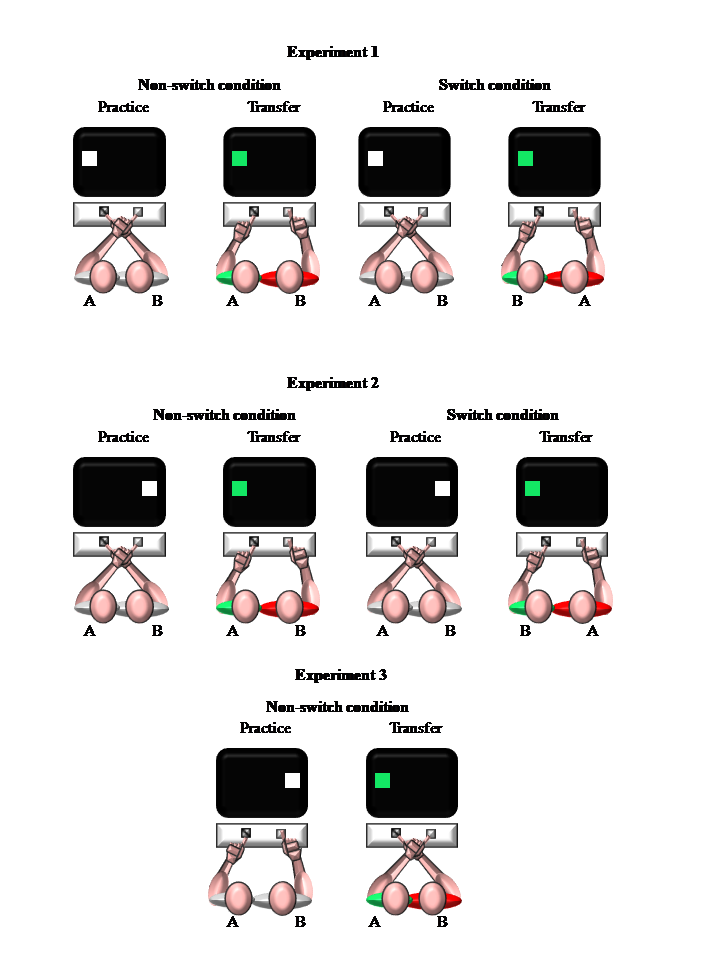 Experiment 1
Non-switch condition Switch condition
Practice Transfer Practice Transfer
A B A B A B B A
Experiment 2
Non-switch condition Switch condition
Practice Transfer Practice Transfer
A B A B A B B A
Experiment 3
Non-switch condition
Practice Transfer
A B A B